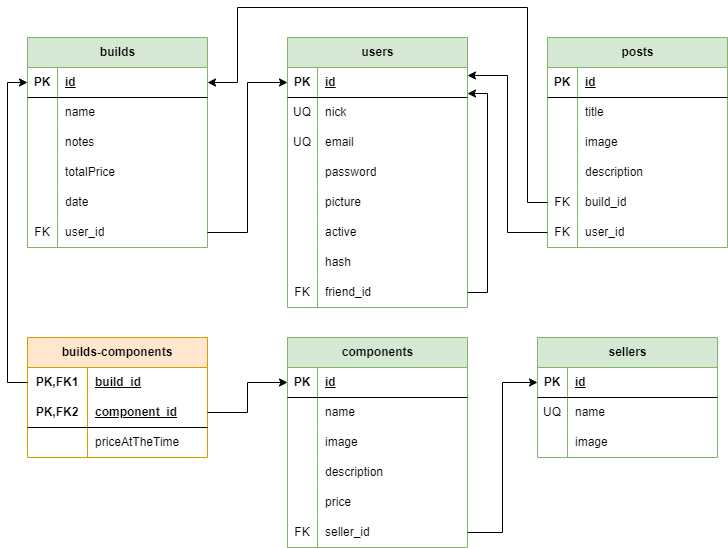 builds
PK id
name
notes
totalPrice
date
FK user_id
users
PK id
UQ nick
UQ email
password
picture
active
hash
FK friend_id
posts
PK id
title
image
description
FK build_id
FK user_id
builds-components
PK,FK1 build_id
PK,FK2 component_id
priceAtTheTime
components
PK id
name
image
description
price
FK seller_id
sellers
PK id
UQ name
image